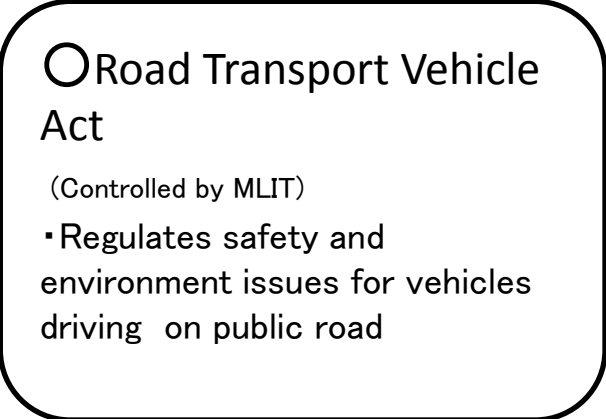 ○Road Transport Vehicle
Act
（Controlled by MLIT）
・Regulates safety and
environment issues for vehicles
driving  on public road